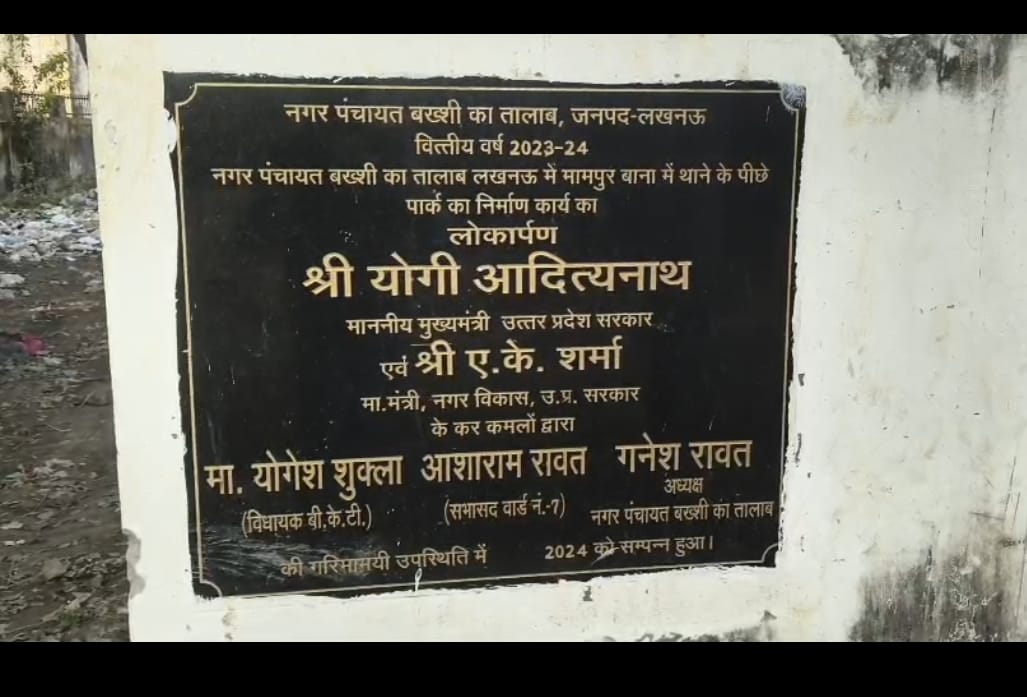 नगर पंचायत बख्शी का तालाब, जनपद-लखनऊ
वित्तीय वर्ष 2023-24
नगर पंचायत बख्शी का तालाब लखनऊ में मामपुर बाना में थाने के पीछे
पार्क का निर्माण कार्य का
लोकार्पण
श्री योगी आदित्यनाथ
माननीय मुख्यमंत्री उत्तर प्रदेश सरकार
एवं श्री ए.के. शर्मा
मा.मंत्री, नगर विकास, उ.प्र. सरकार
के कर कमलों द्वारा
मा. योगेश शुक्ला आशाराम रावत गनेश रावत
(विधायक बी.के.टी.) (सभासद वार्ड नं.-7) अध्यक्ष
नगर पंचायत बख्शी का तालाब
की गरिमामयी उपस्थिति में 2024 को सम्पन्न हुआ।